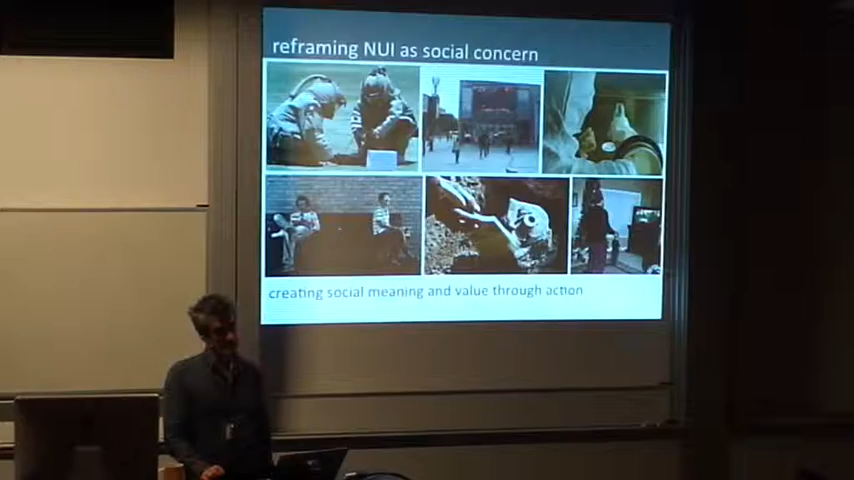 reframing NUI as social concern
creating social meaning and value through action